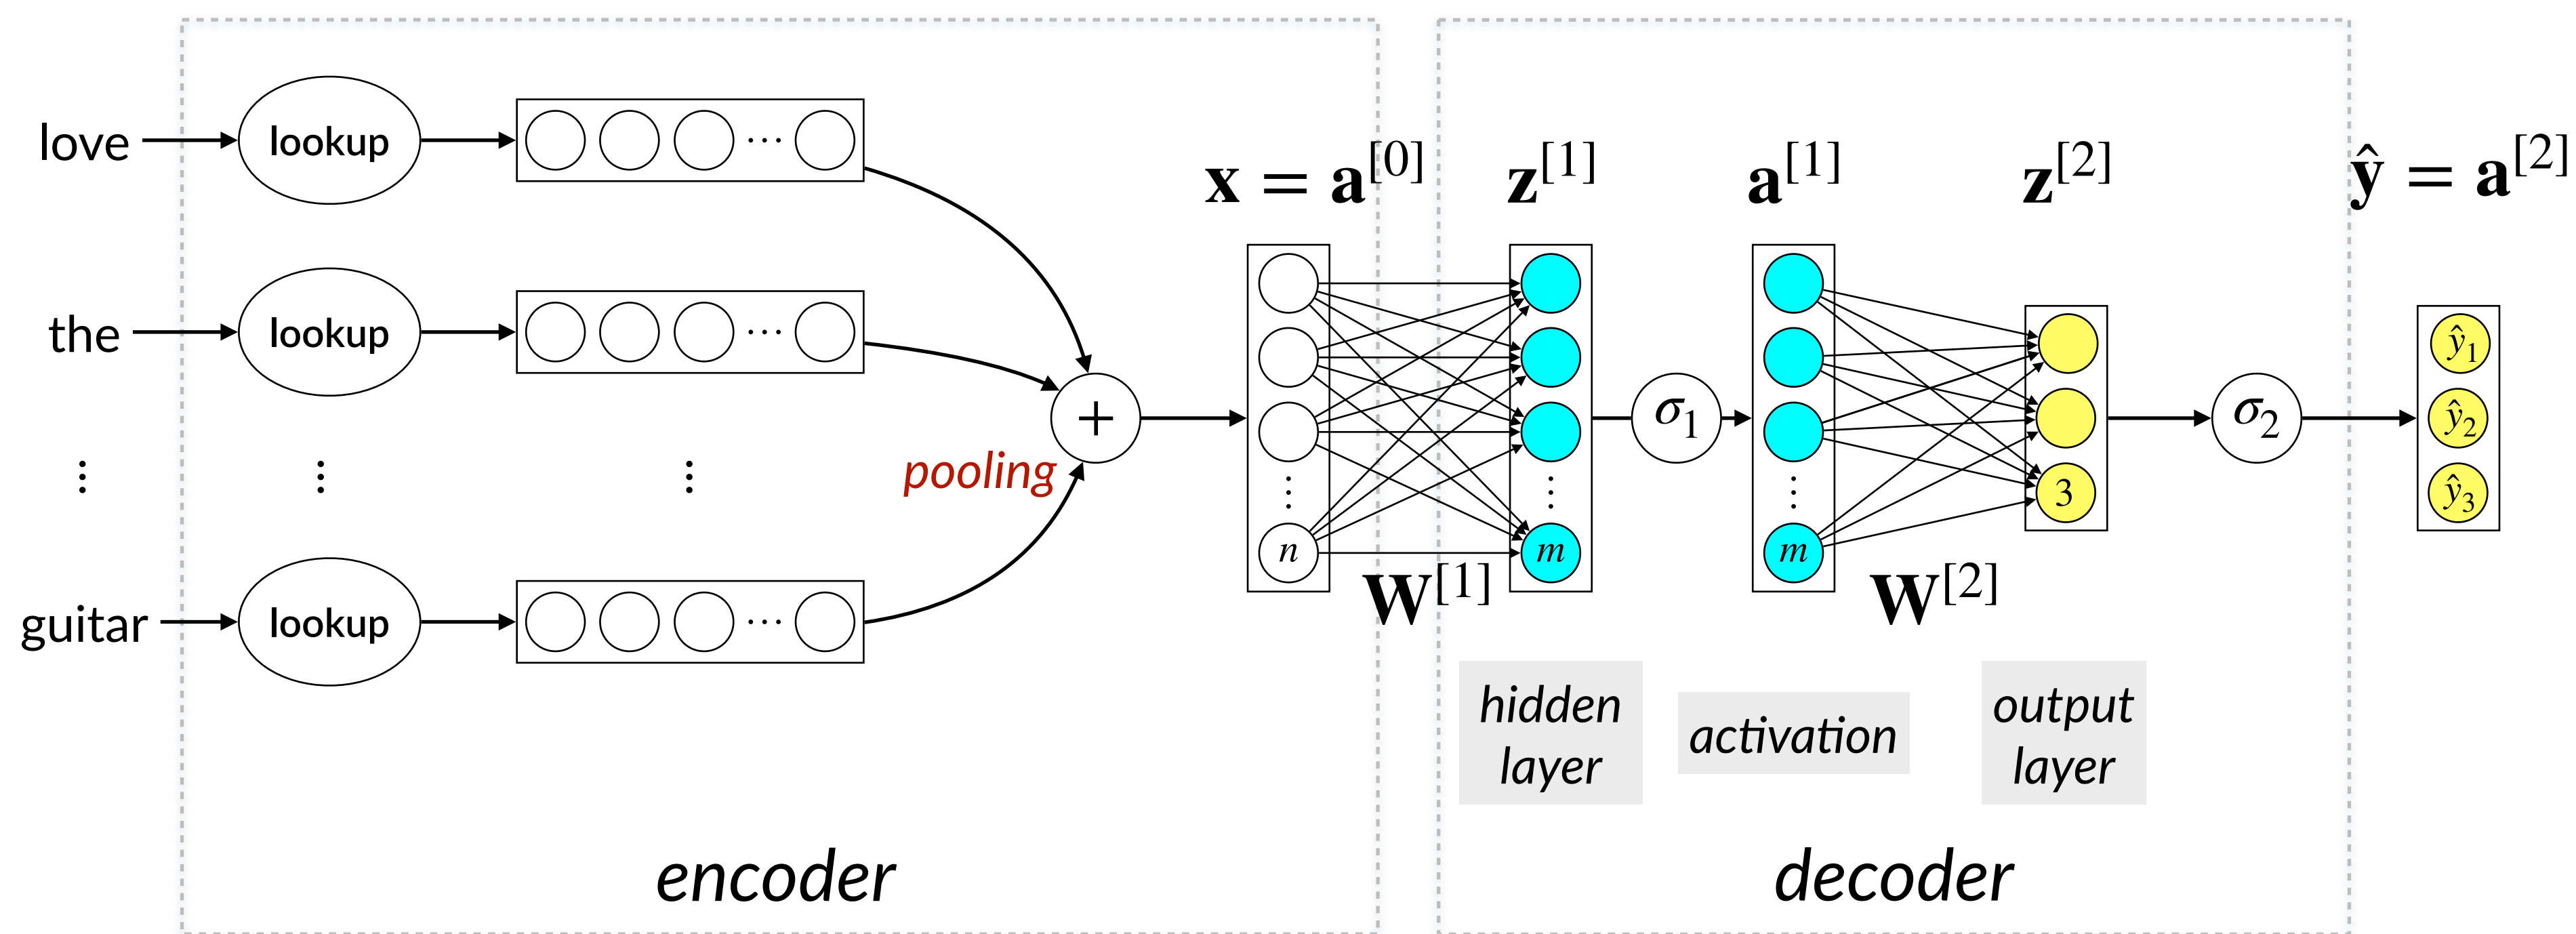 love
lookup
the
lookup
guitar
lookup
pooling
+
x = a^[0]
n
W^[1]
z^[1]
m
σ₁
a^[1]
m
W^[2]
z^[2]
3
σ₂
ŷ = a^[2]
ŷ₁
ŷ₂
ŷ₃
hidden
layer
activation
output
layer
encoder
decoder